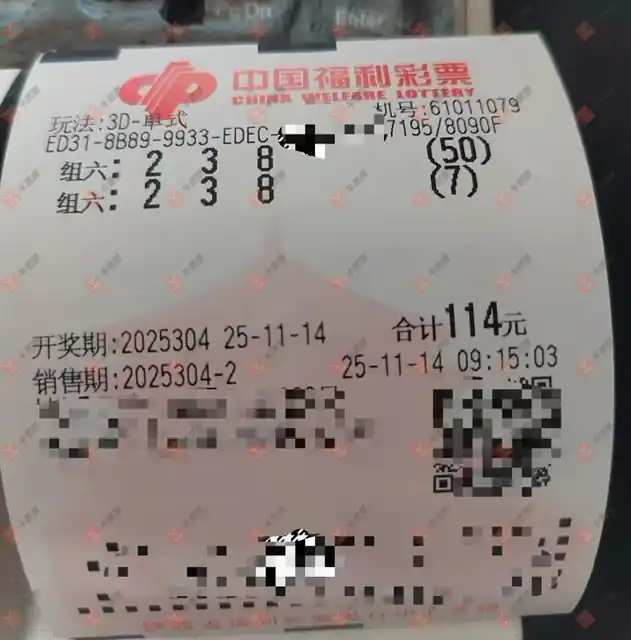 Dn
Enter
中国福利彩票
CHINA WELFARE LOTTERY
玩法:3D-单式 机号:61011079
ED31-8B89-9933-EDEC- 7195/8090F
组六: 2 3 8 (50)
组六: 2 3 8 (7)
开奖期:2025304 25-11-14 合计114元
销售期:2025304-2 25-11-14 09:15:03